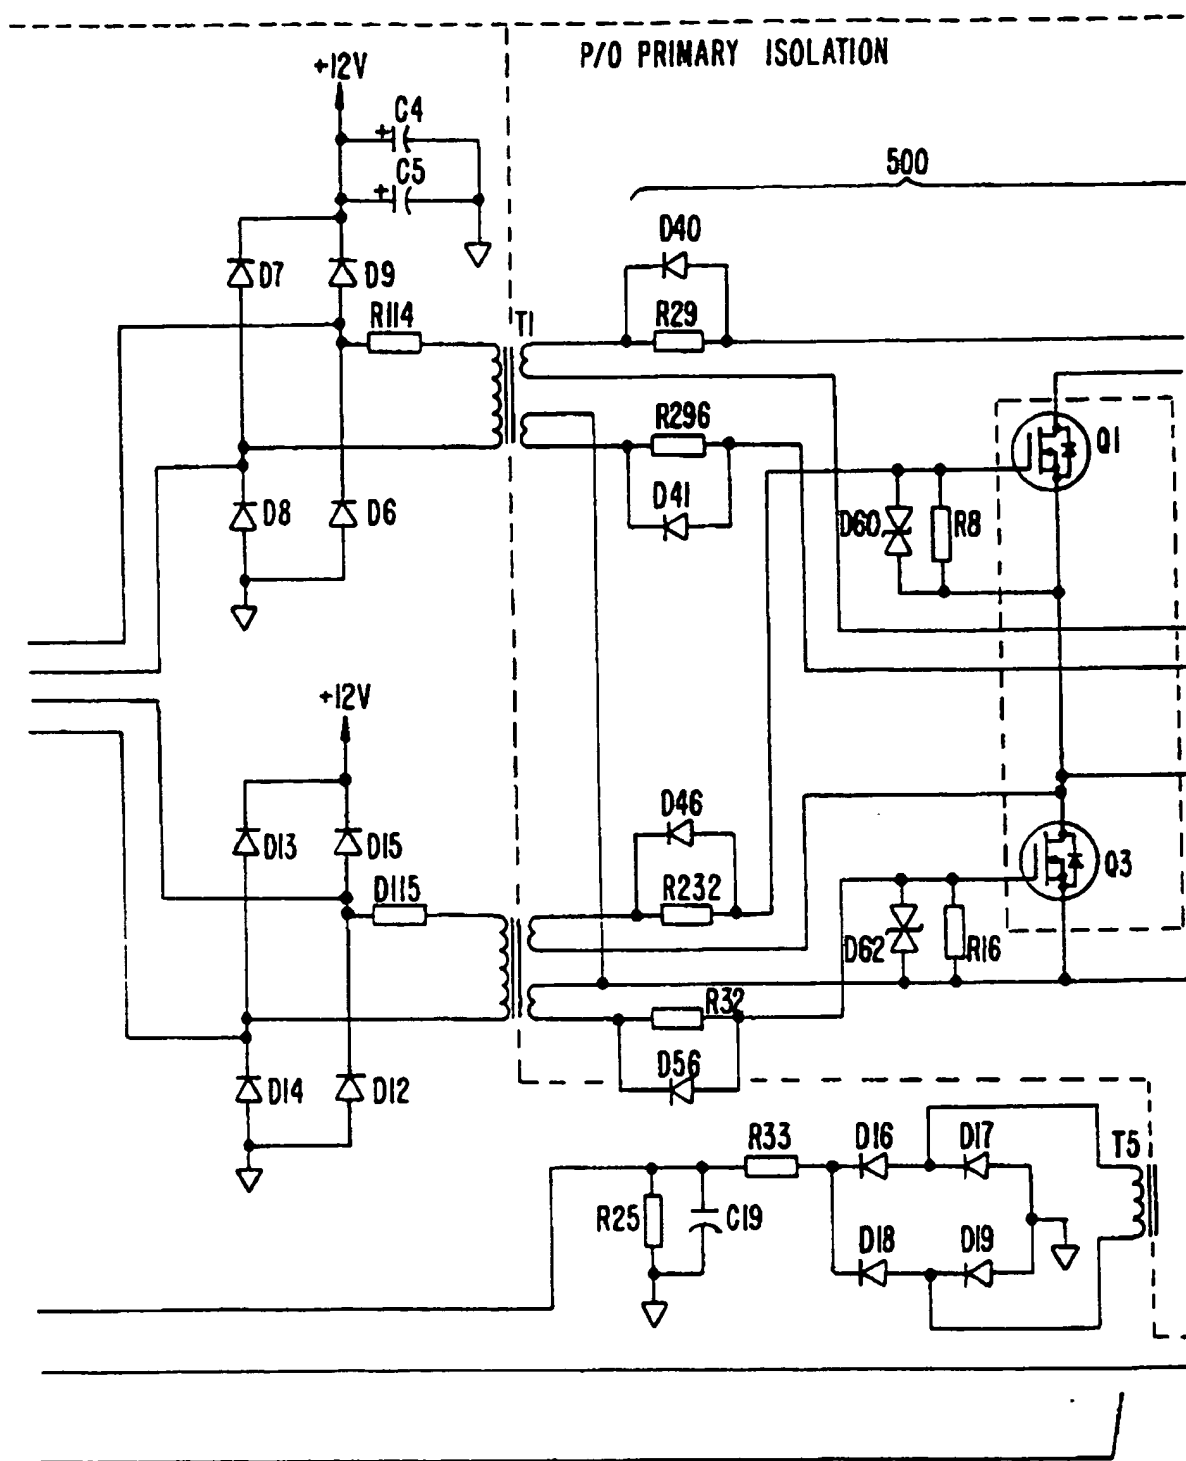 P/O PRIMARY ISOLATION
+12V
C4
+
C5
+
500
D40
D7
D9
R114
T1
R29
R296
Q1
D41
D8
D6
D60
R8
+12V
D46
D13
D15
D115
R232
Q3
D62
R16
R32
D56
D14
D12
R33
D16
D17
T5
R25
C19
D18
D19